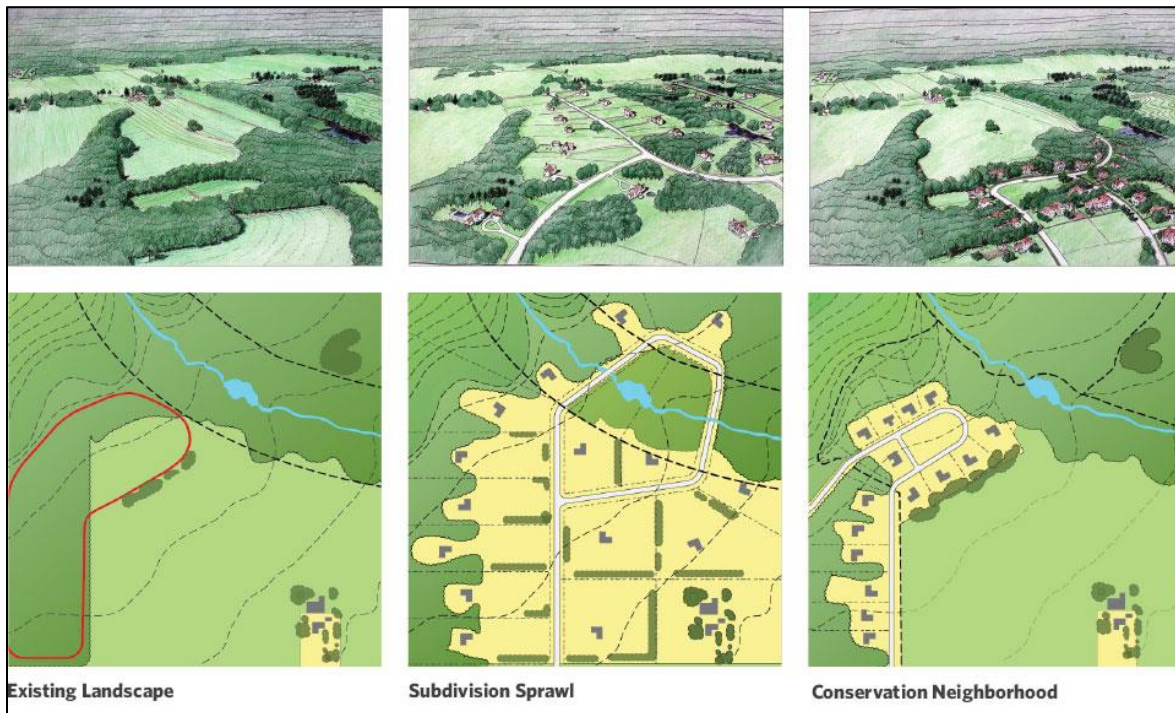 Existing Landscape
Subdivision Sprawl
Conservation Neighborhood